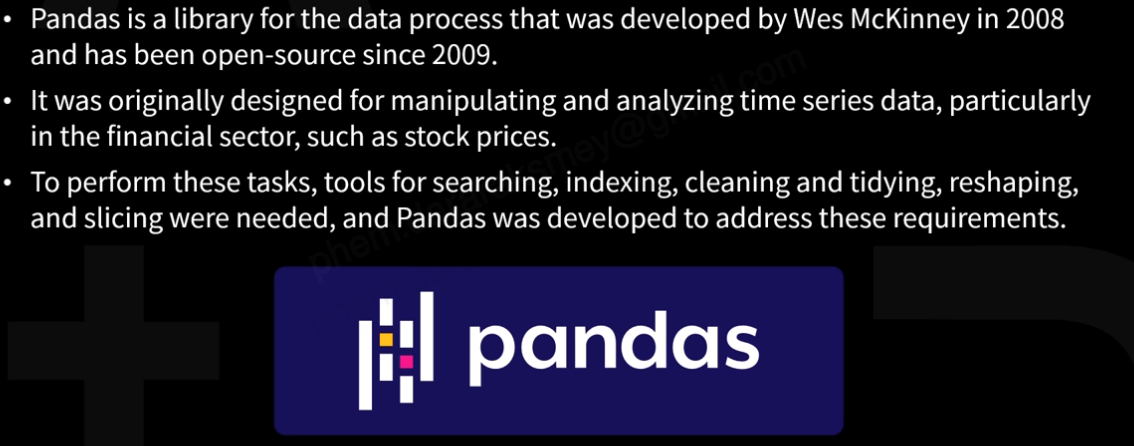 • Pandas is a library for the data process that was developed by Wes McKinney in 2008
and has been open-source since 2009.
• It was originally designed for manipulating and analyzing time series data, particularly
in the financial sector, such as stock prices.
• To perform these tasks, tools for searching, indexing, cleaning and tidying, reshaping,
and slicing were needed, and Pandas was developed to address these requirements.
pandas